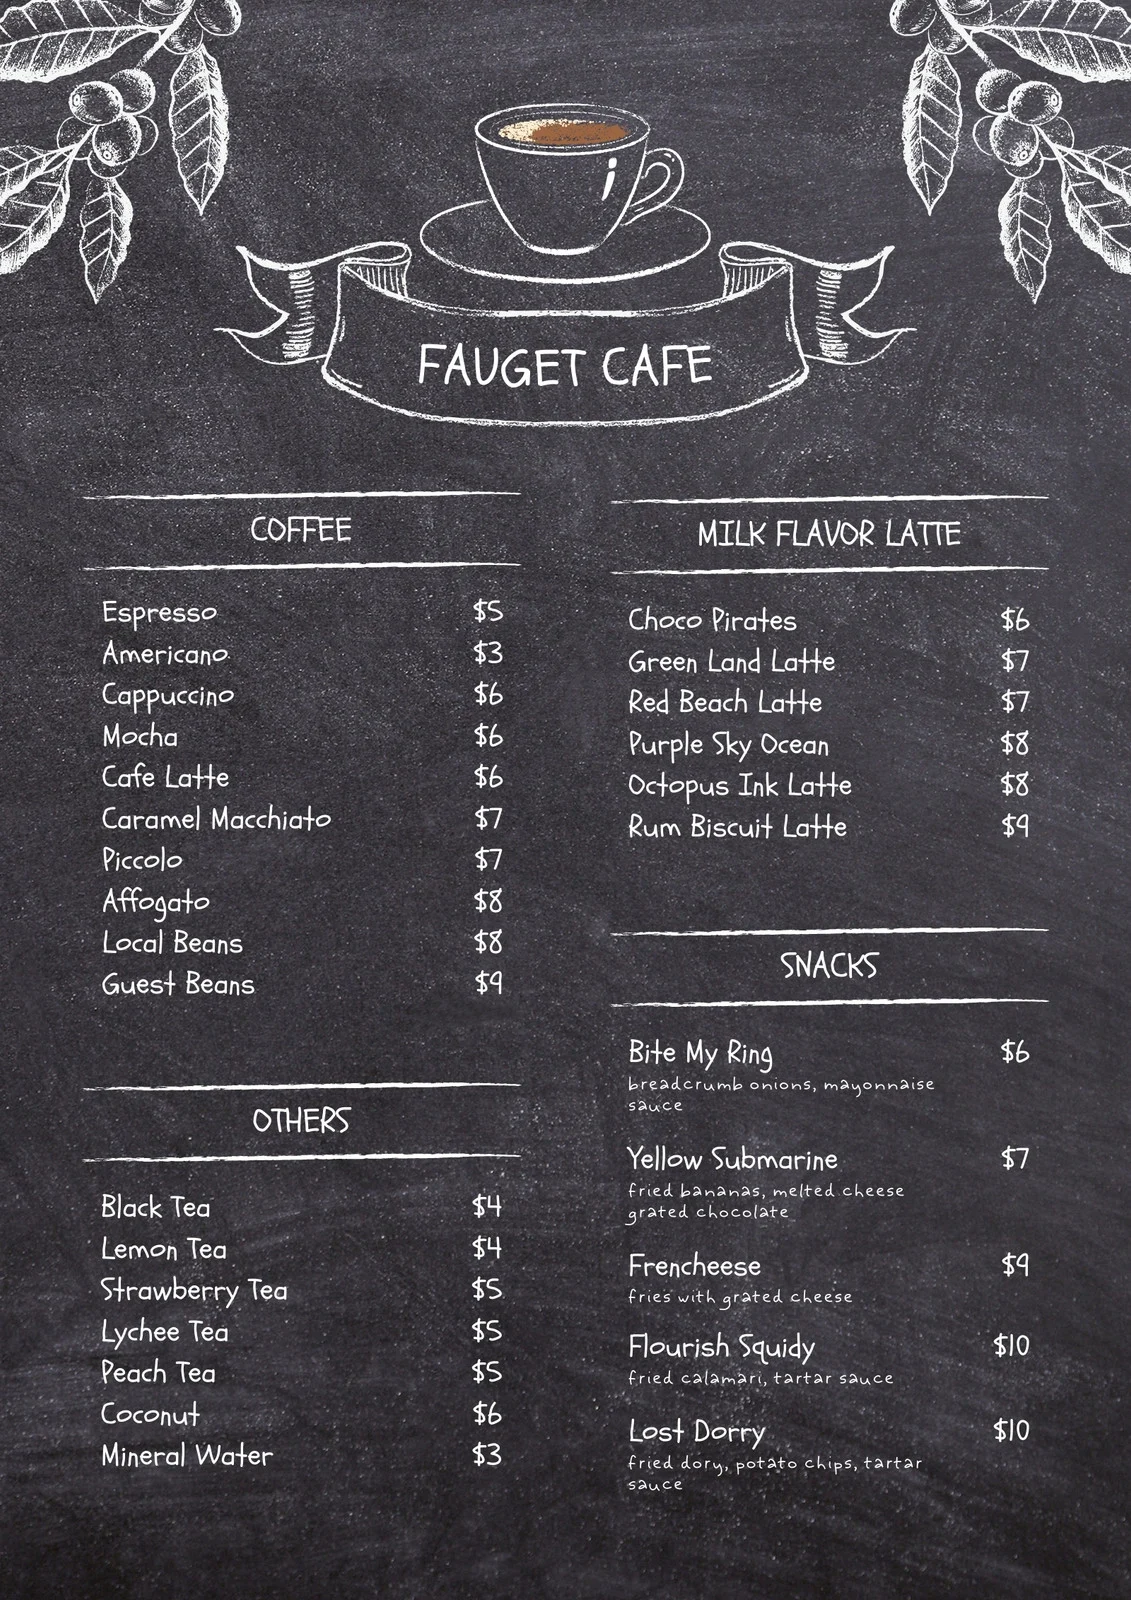 FAUGET CAFE
COFFEE
Espresso $5
Americano $3
Cappuccino $6
Mocha $6
Cafe Latte $6
Caramel Macchiato $7
Piccolo $7
Affogato $8
Local Beans $8
Guest Beans $9
OTHERS
Black Tea $4
Lemon Tea $4
Strawberry Tea $5
Lychee Tea $5
Peach Tea $5
Coconut $6
Mineral Water $3
MILK FLAVOR LATTE
Choco Pirates $6
Green Land Latte $7
Red Beach Latte $7
Purple Sky Ocean $8
Octopus Ink Latte $8
Rum Biscuit Latte $9
SNACKS
Bite My Ring $6
breadcrumb onions, mayonnaise
sauce
Yellow Submarine $7
fried bananas, melted cheese
grated chocolate
Frencheese $9
fries with grated cheese
Flourish Squidy $10
fried calamari, tartar sauce
Lost Dorry $10
fried dory, potato chips, tartar
sauce